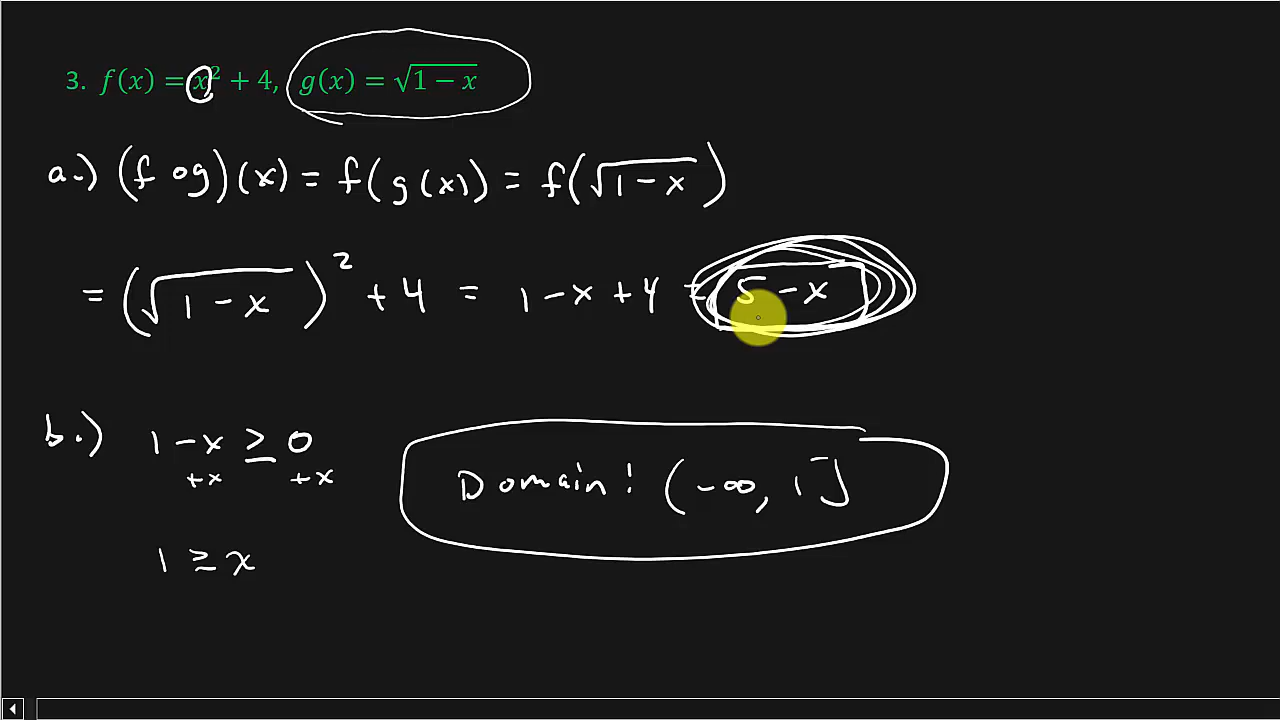 3. f(x) = x² + 4, g(x) = √(1 − x)
a.) (f ∘ g)(x) = f(g(x)) = f(√(1 − x))
= (√(1 − x))² + 4 = 1 − x + 4 = 5 − x
b.) 1 − x ≥ 0
+x +x
Domain: (−∞, 1]
1 ≥ x